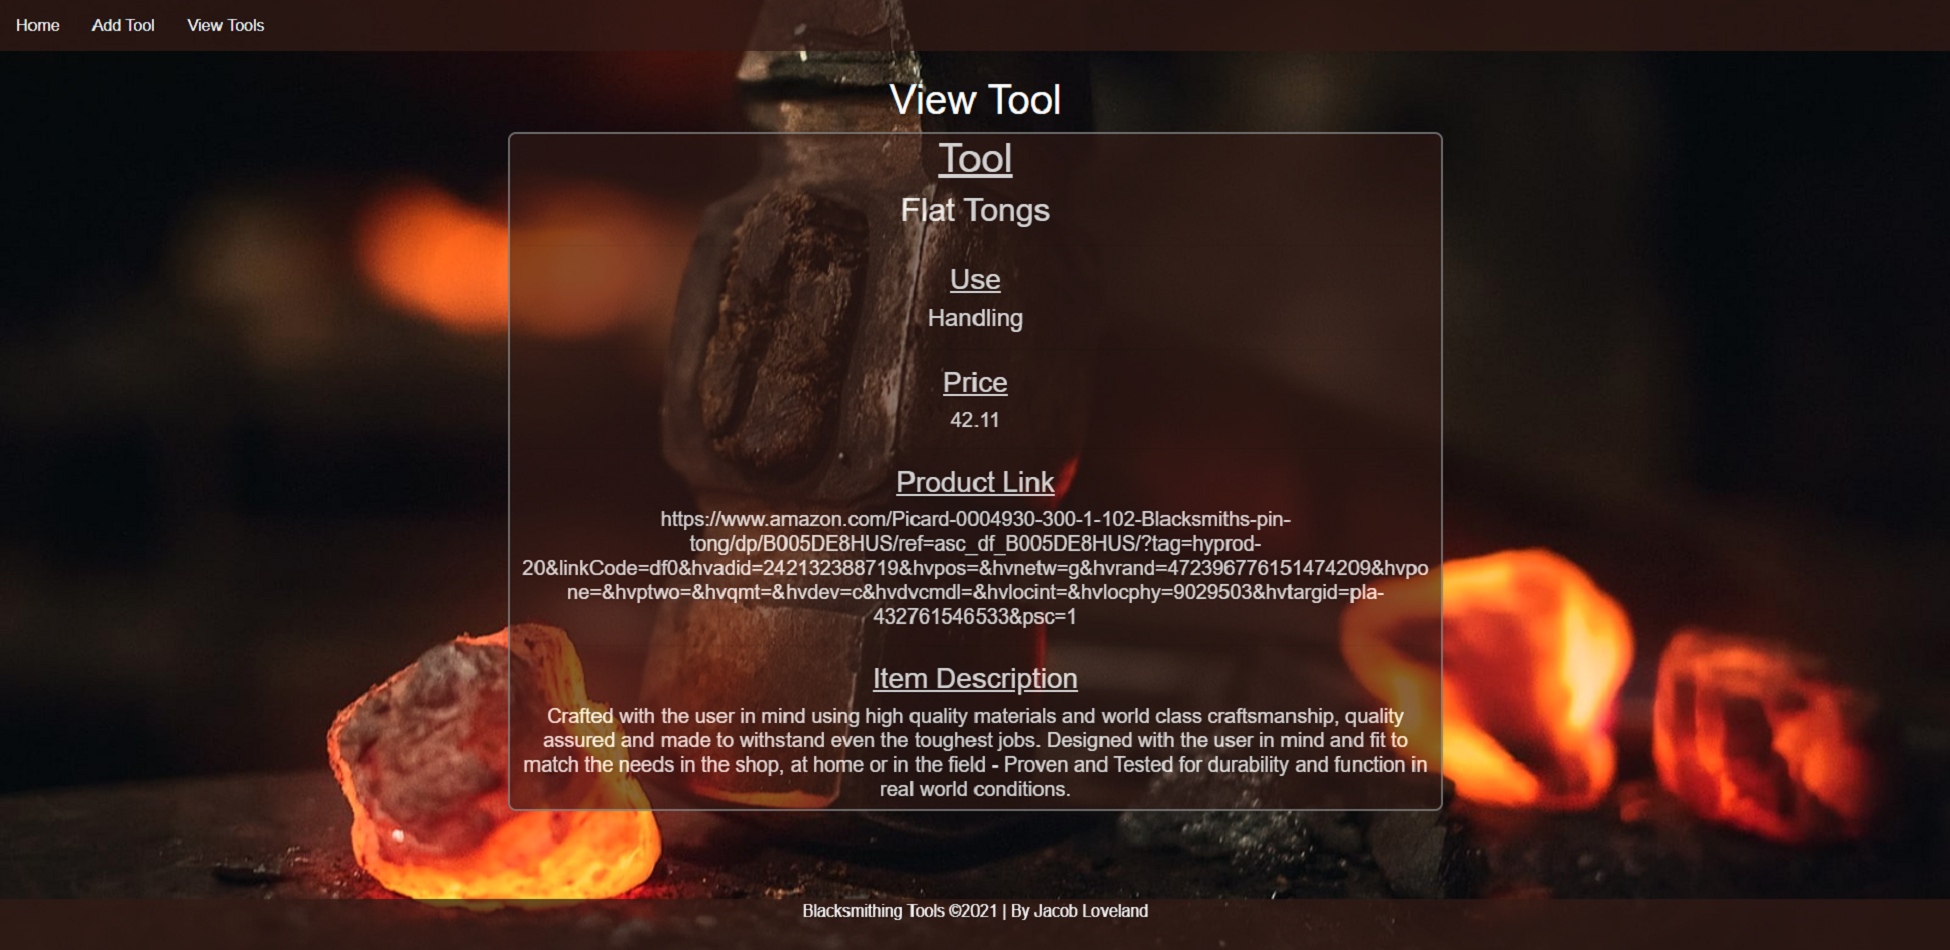 Home Add Tool View Tools
View Tool
Tool
Flat Tongs
Use
Handling
Price
42.11
Product Link
https://www.amazon.com/Picard-0004930-300-1-102-Blacksmiths-pin-
tong/dp/B005DE8HUS/ref=asc_df_B005DE8HUS/?tag=hyprod-
20&linkCode=df0&hvadid=242132388719&hvpos=&hvnetw=g&hvrand=472396776151474209&hvpo
ne=&hvptwo=&hvqmt=&hvdev=c&hvdvcmdl=&hvlocint=&hvlocphy=9029503&hvtargid=pla-
432761546533&psc=1
Item Description
Crafted with the user in mind using high quality materials and world class craftsmanship, quality
assured and made to withstand even the toughest jobs. Designed with the user in mind and fit to
match the needs in the shop, at home or in the field - Proven and Tested for durability and function in
real world conditions.
Blacksmithing Tools ©2021 | By Jacob Loveland